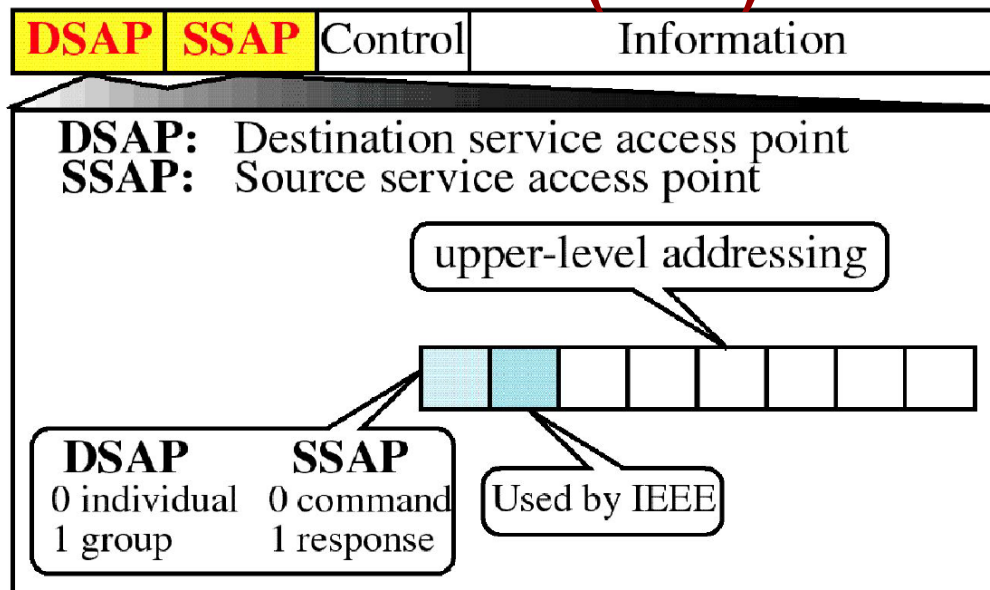 DSAP SSAP Control Information
DSAP: Destination service access point
SSAP: Source service access point
upper-level addressing
DSAP SSAP
0 individual 0 command
1 group 1 response
Used by IEEE